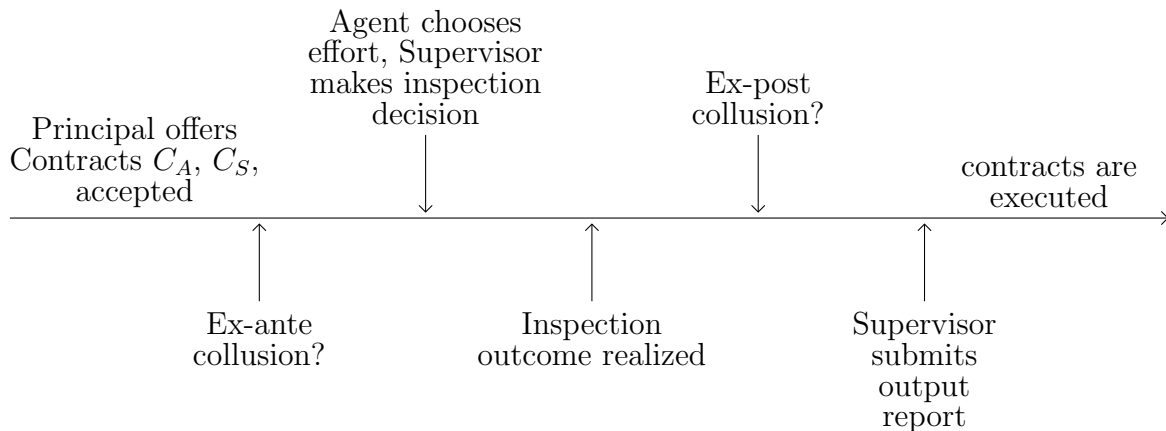 Agent chooses
effort, Supervisor
makes inspection
decision
Ex-post
collusion?
Principal offers
Contracts C_A, C_S,
accepted
contracts are
executed
Ex-ante
collusion?
Inspection
outcome realized
Supervisor
submits
output
report